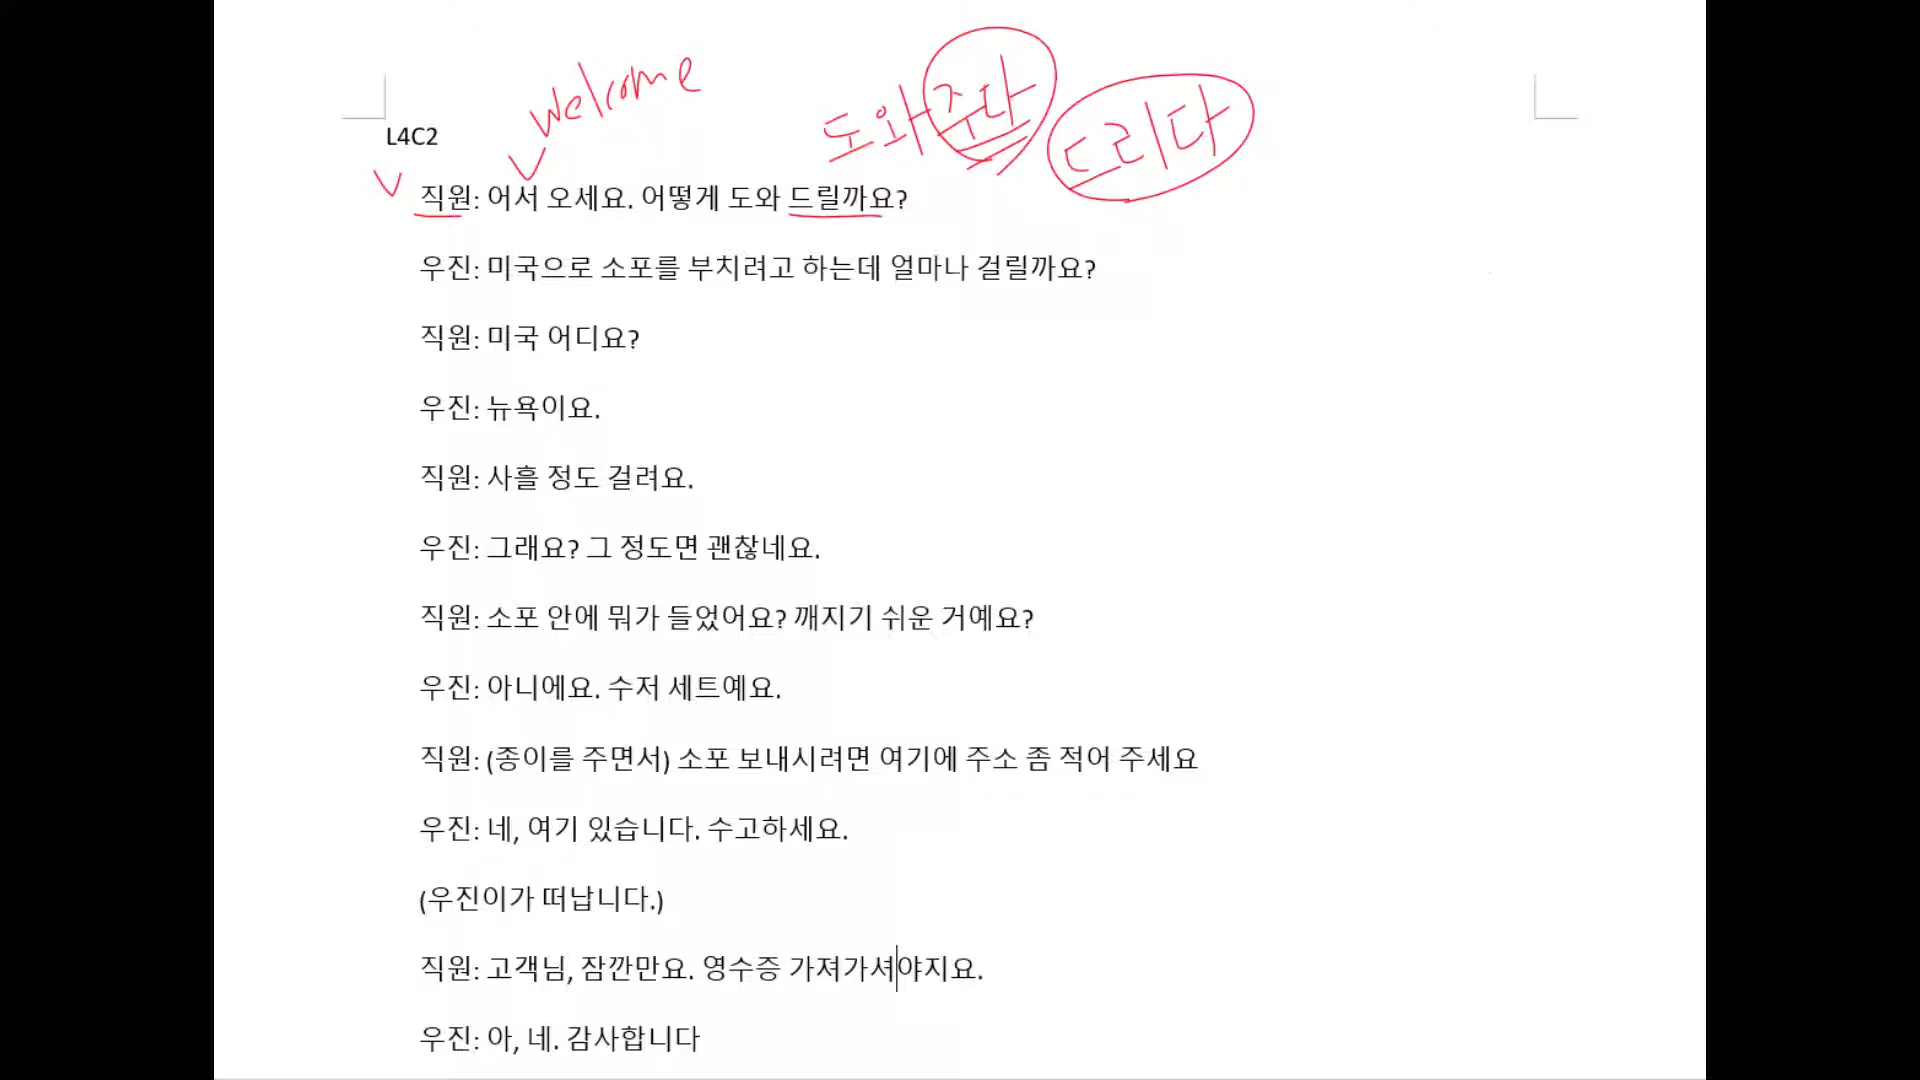 welcome
도와주다
드리다
L4C2
직원: 어서 오세요. 어떻게 도와 드릴까요?
우진: 미국으로 소포를 부치려고 하는데 얼마나 걸릴까요?
직원: 미국 어디요?
우진: 뉴욕이요.
직원: 사흘 정도 걸려요.
우진: 그래요? 그 정도면 괜찮네요.
직원: 소포 안에 뭐가 들었어요? 깨지기 쉬운 거예요?
우진: 아니에요. 수저 세트예요.
직원: (종이를 주면서) 소포 보내시려면 여기에 주소 좀 적어 주세요
우진: 네, 여기 있습니다. 수고하세요.
(우진이가 떠납니다.)
직원: 고객님, 잠깐만요. 영수증 가져가셔야지요.
우진: 아, 네. 감사합니다